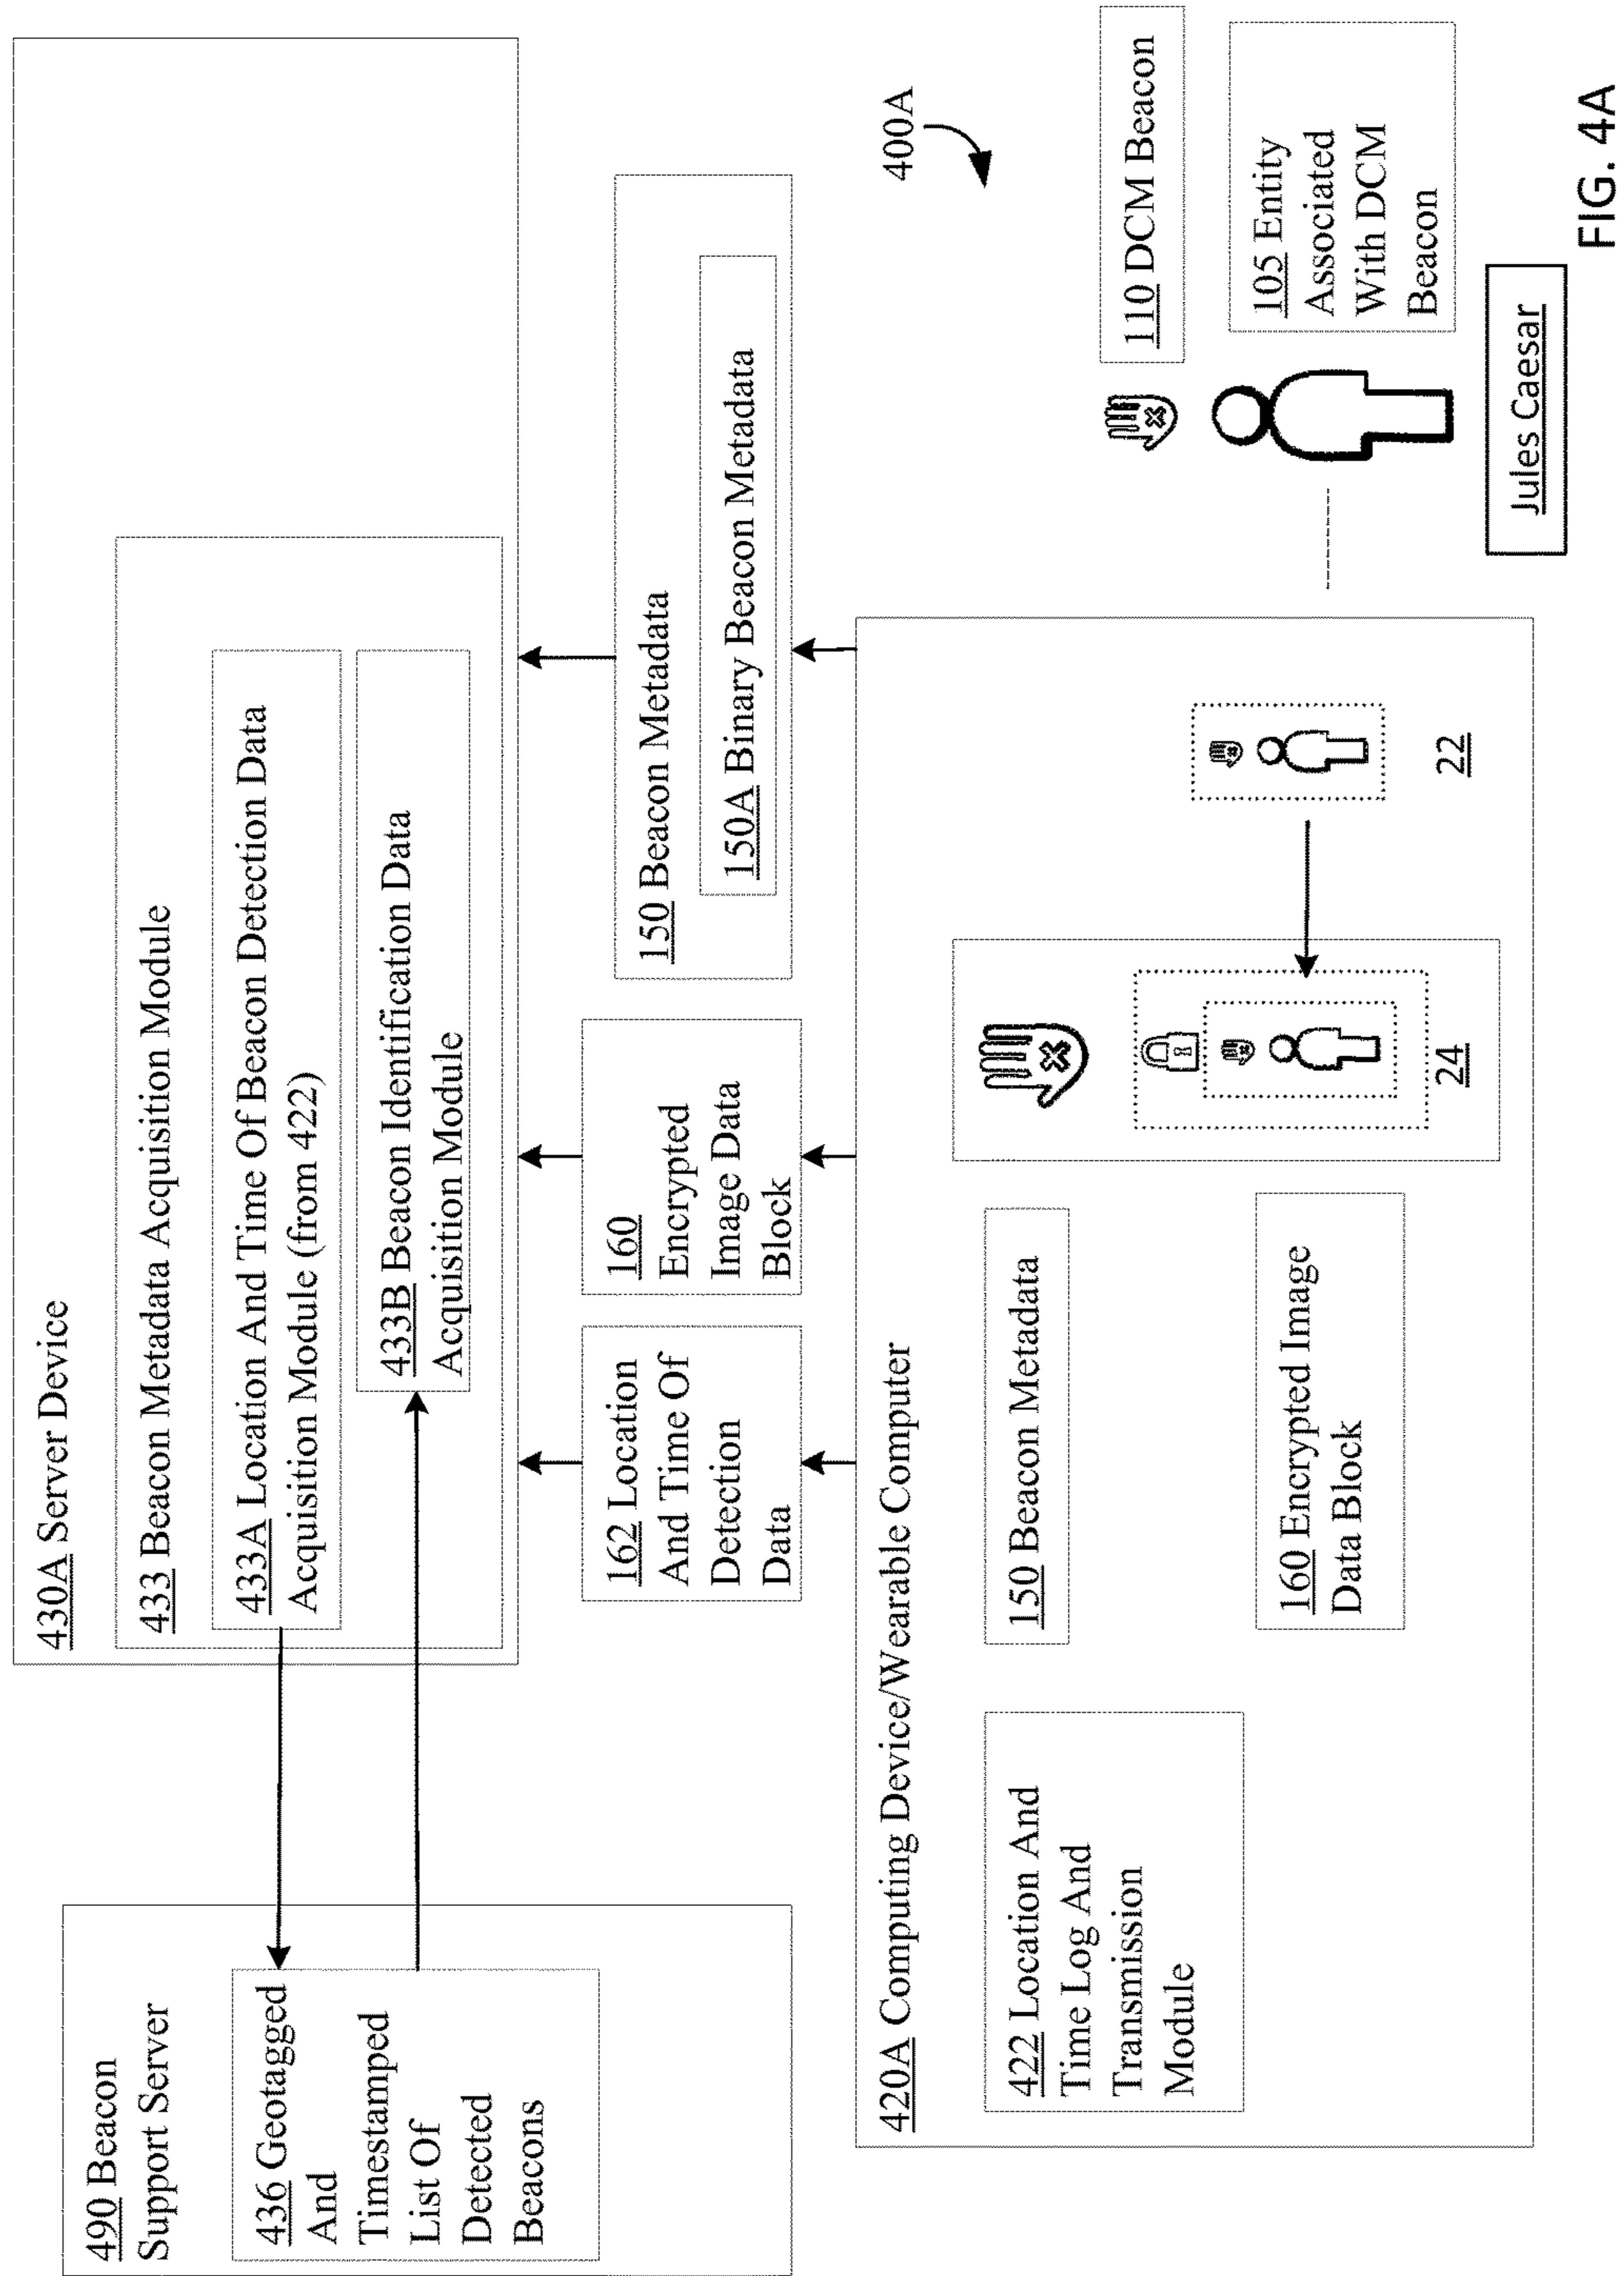 490 Beacon
Support Server
436 Geotagged
And
Timestamped
List Of
Detected
Beacons
430A Server Device
433 Beacon Metadata Acquisition Module
433A Location And Time Of Beacon Detection Data
Acquisition Module (from 422)
433B Beacon Identification Data
Acquisition Module
162 Location
And Time Of
Detection
Data
160
Encrypted
Image Data
Block
150 Beacon Metadata
150A Binary Beacon Metadata
420A Computing Device/Wearable Computer
422 Location And
Time Log And
Transmission
Module
150 Beacon Metadata
160 Encrypted Image
Data Block
24
22
400A
110 DCM Beacon
105 Entity
Associated
With DCM
Beacon
Jules Caesar
FIG. 4A